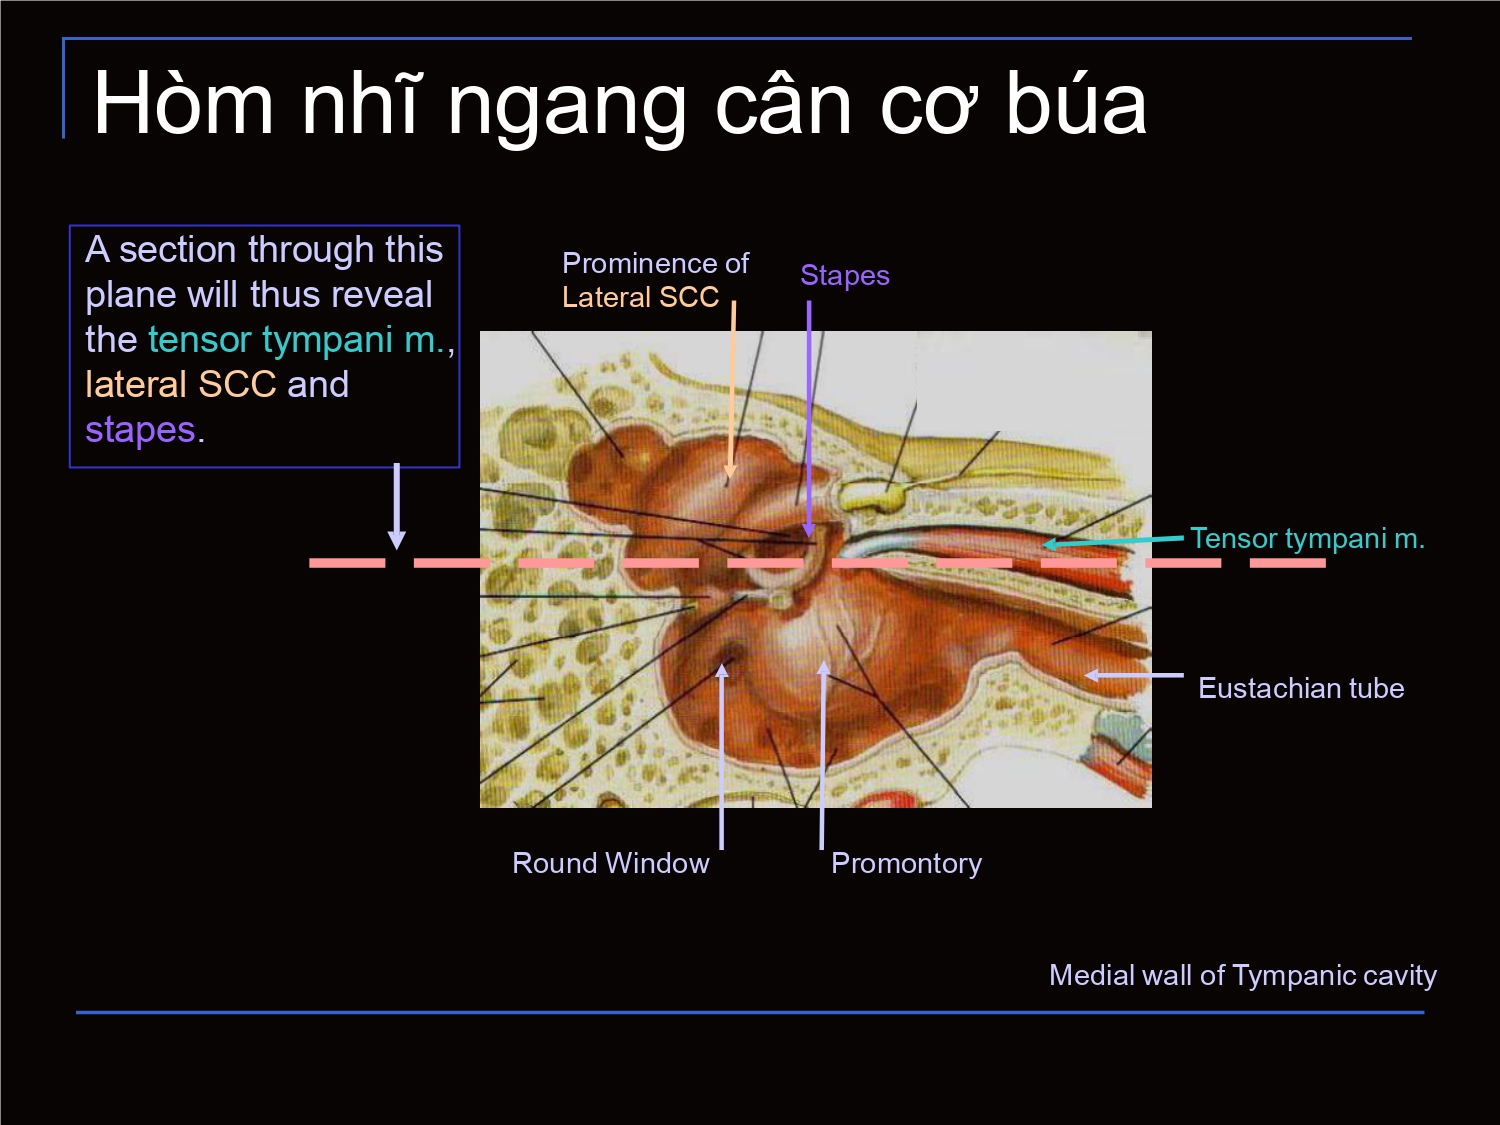 Hòm nhĩ ngang cân cơ búa
A section through this
plane will thus reveal
the tensor tympani m.,
lateral SCC and
stapes.
Prominence of
Lateral SCC
Stapes
Tensor tympani m.
Eustachian tube
Round Window
Promontory
Medial wall of Tympanic cavity